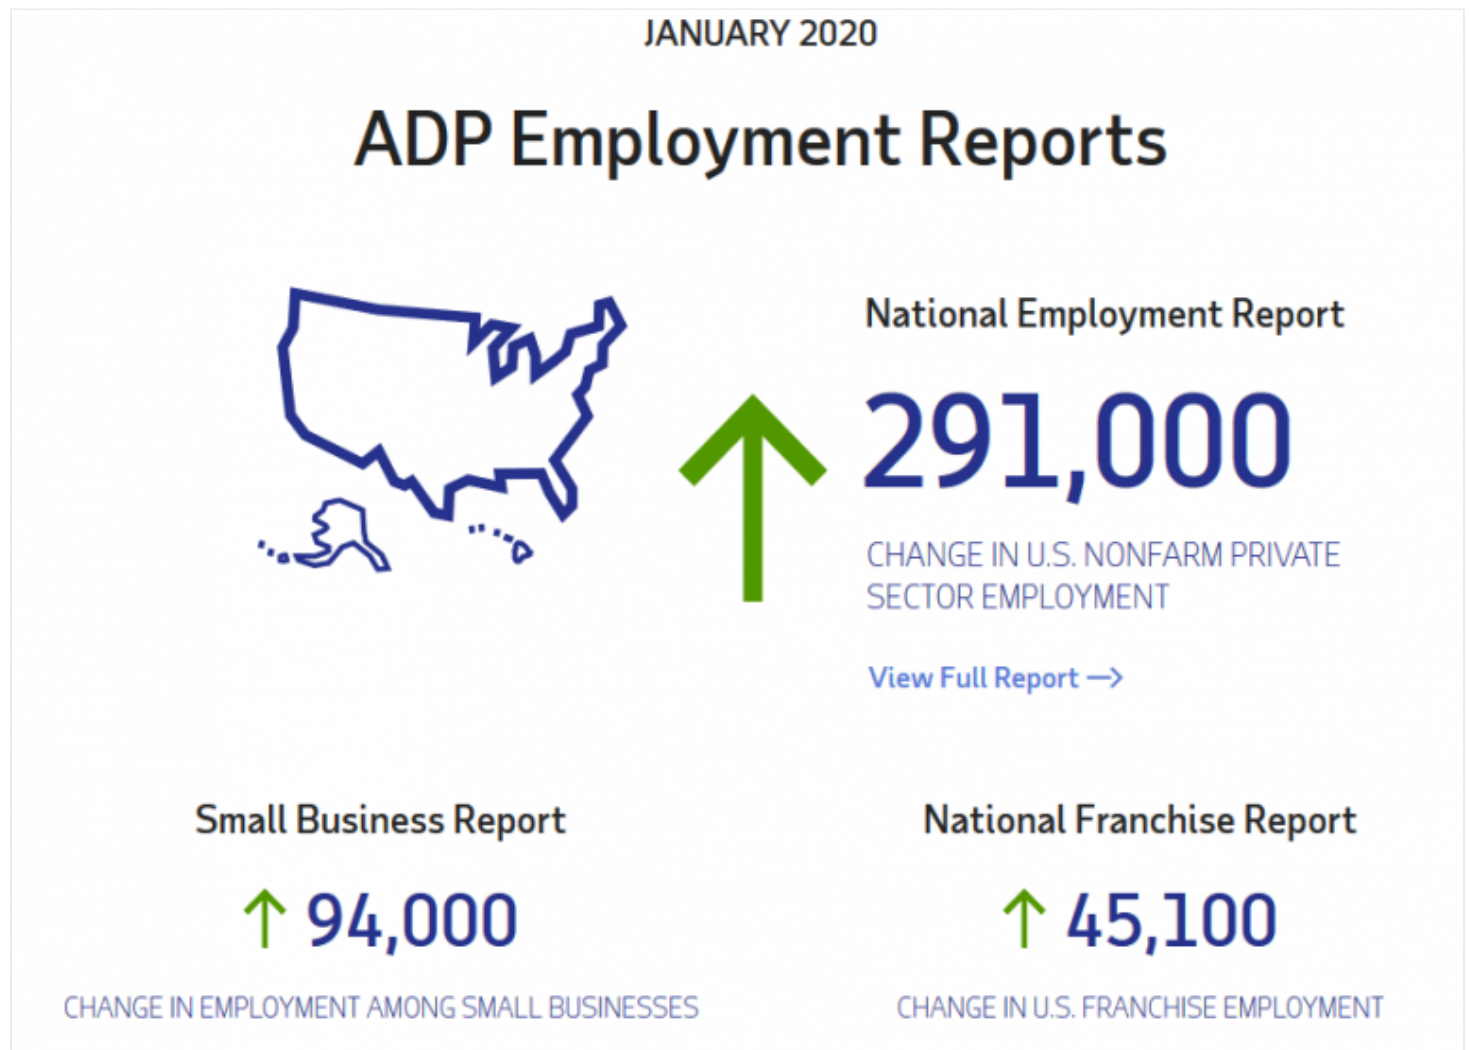 JANUARY 2020
ADP Employment Reports
National Employment Report
291,000
CHANGE IN U.S. NONFARM PRIVATE
SECTOR EMPLOYMENT
View Full Report →
Small Business Report
94,000
CHANGE IN EMPLOYMENT AMONG SMALL BUSINESSES
National Franchise Report
45,100
CHANGE IN U.S. FRANCHISE EMPLOYMENT